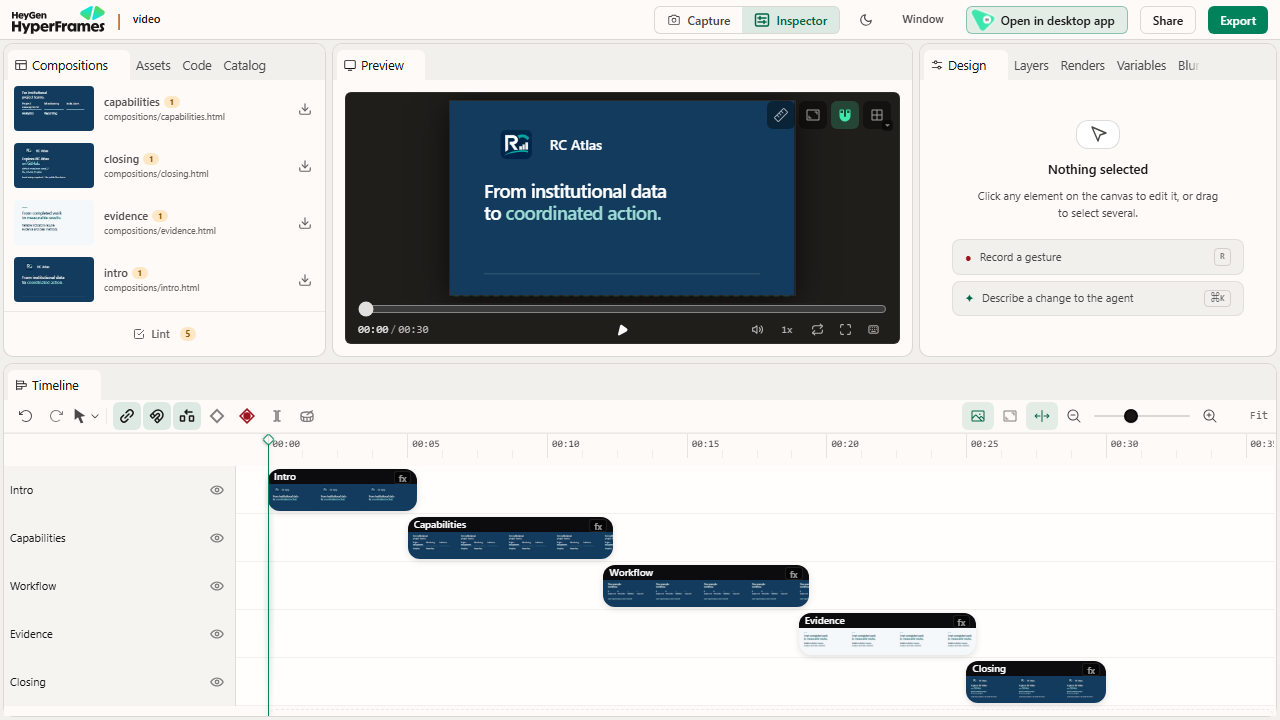 HeyGen
HyperFrames
video
Capture
Inspector
Window
Open in desktop app
Share
Export
Compositions
Assets
Code
Catalog
capabilities 1
compositions/capabilities.html
closing 1
compositions/closing.html
evidence 1
compositions/evidence.html
intro 1
compositions/intro.html
Lint 5
Preview
RC Atlas
From institutional data
to coordinated action.
00:00 / 00:30
1x
Design
Layers
Renders
Variables
Blur
Nothing selected
Click any element on the canvas to edit it, or drag
to select several.
Record a gesture R
Describe a change to the agent ⌘K
Timeline
Fit
00:00 00:05 00:10 00:15 00:20 00:25 00:30
Intro
Intro fx
Capabilities
Capabilities fx
Workflow
Workflow fx
Evidence
Evidence fx
Closing
Closing fx